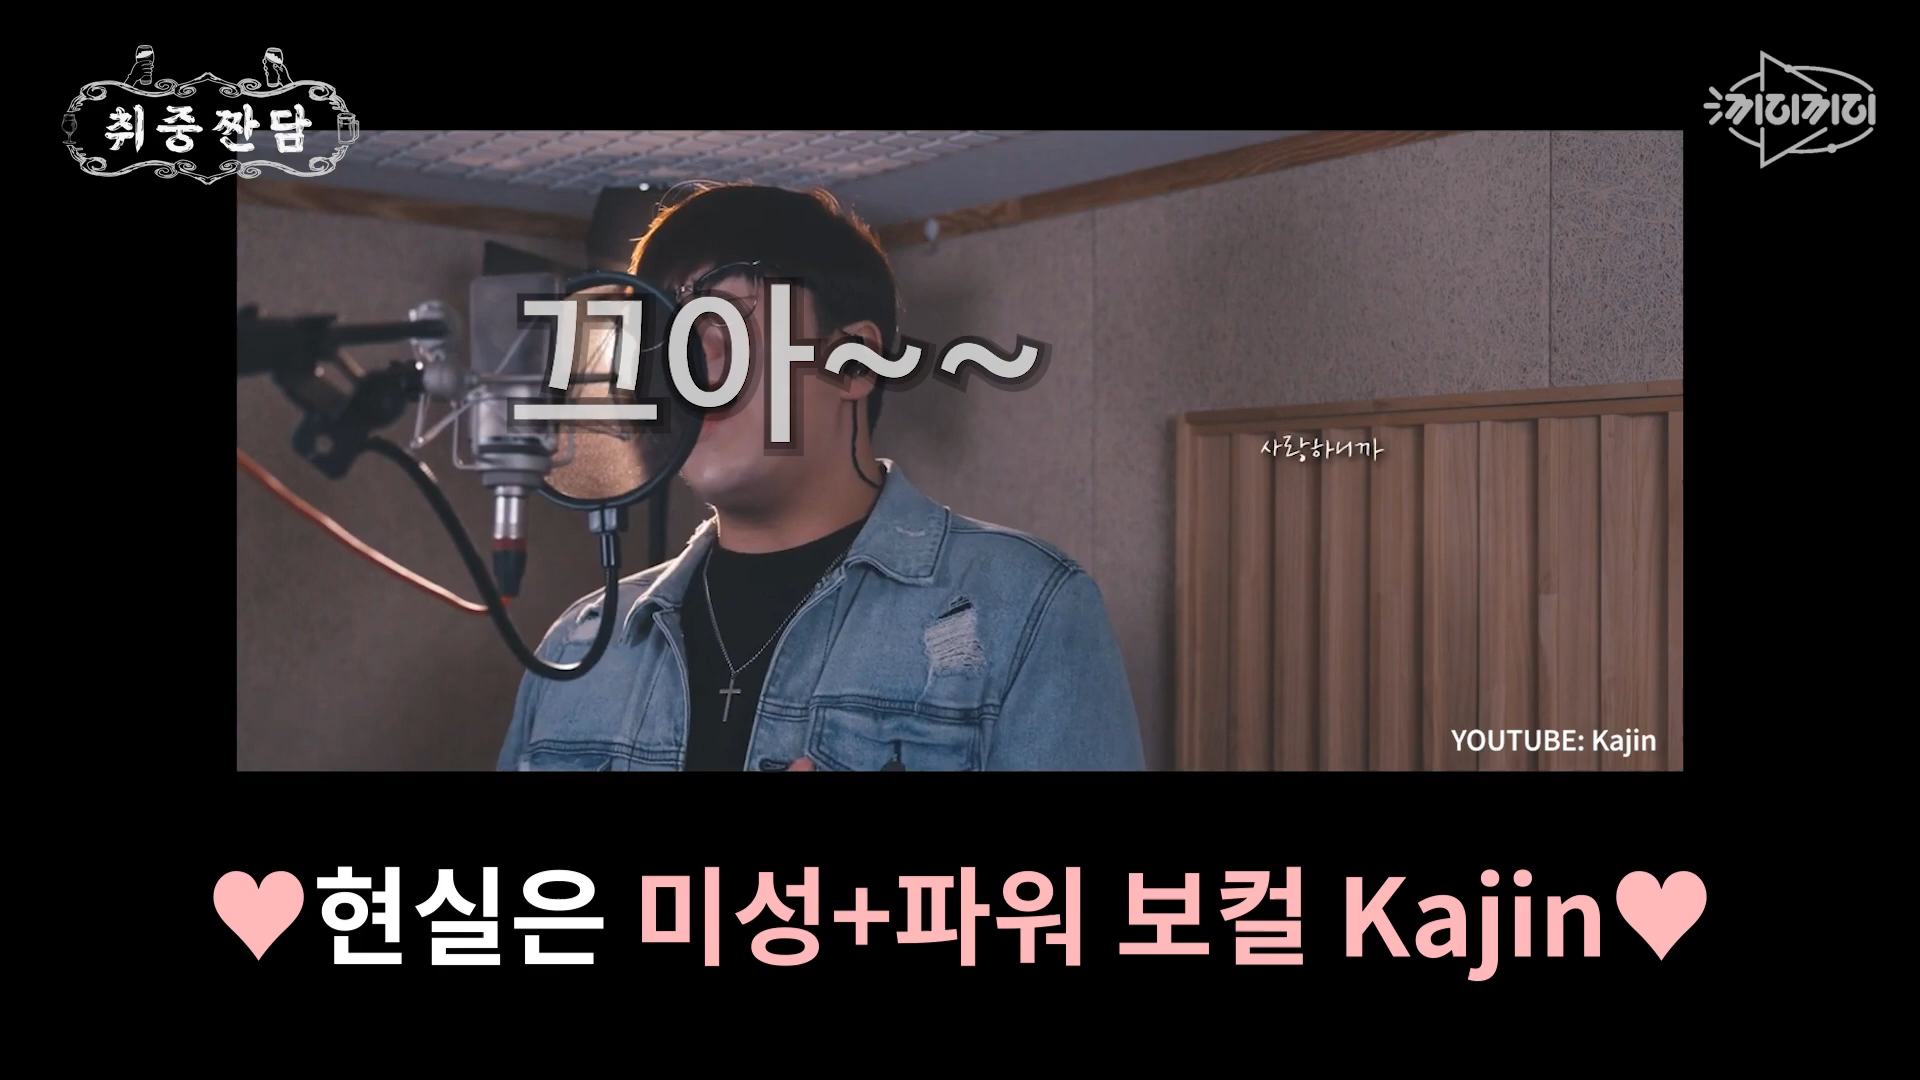 취중짠담
끼리끼리
끄아~~
사랑하니까
YOUTUBE: Kajin
♥현실은 미성+파워 보컬 Kajin♥